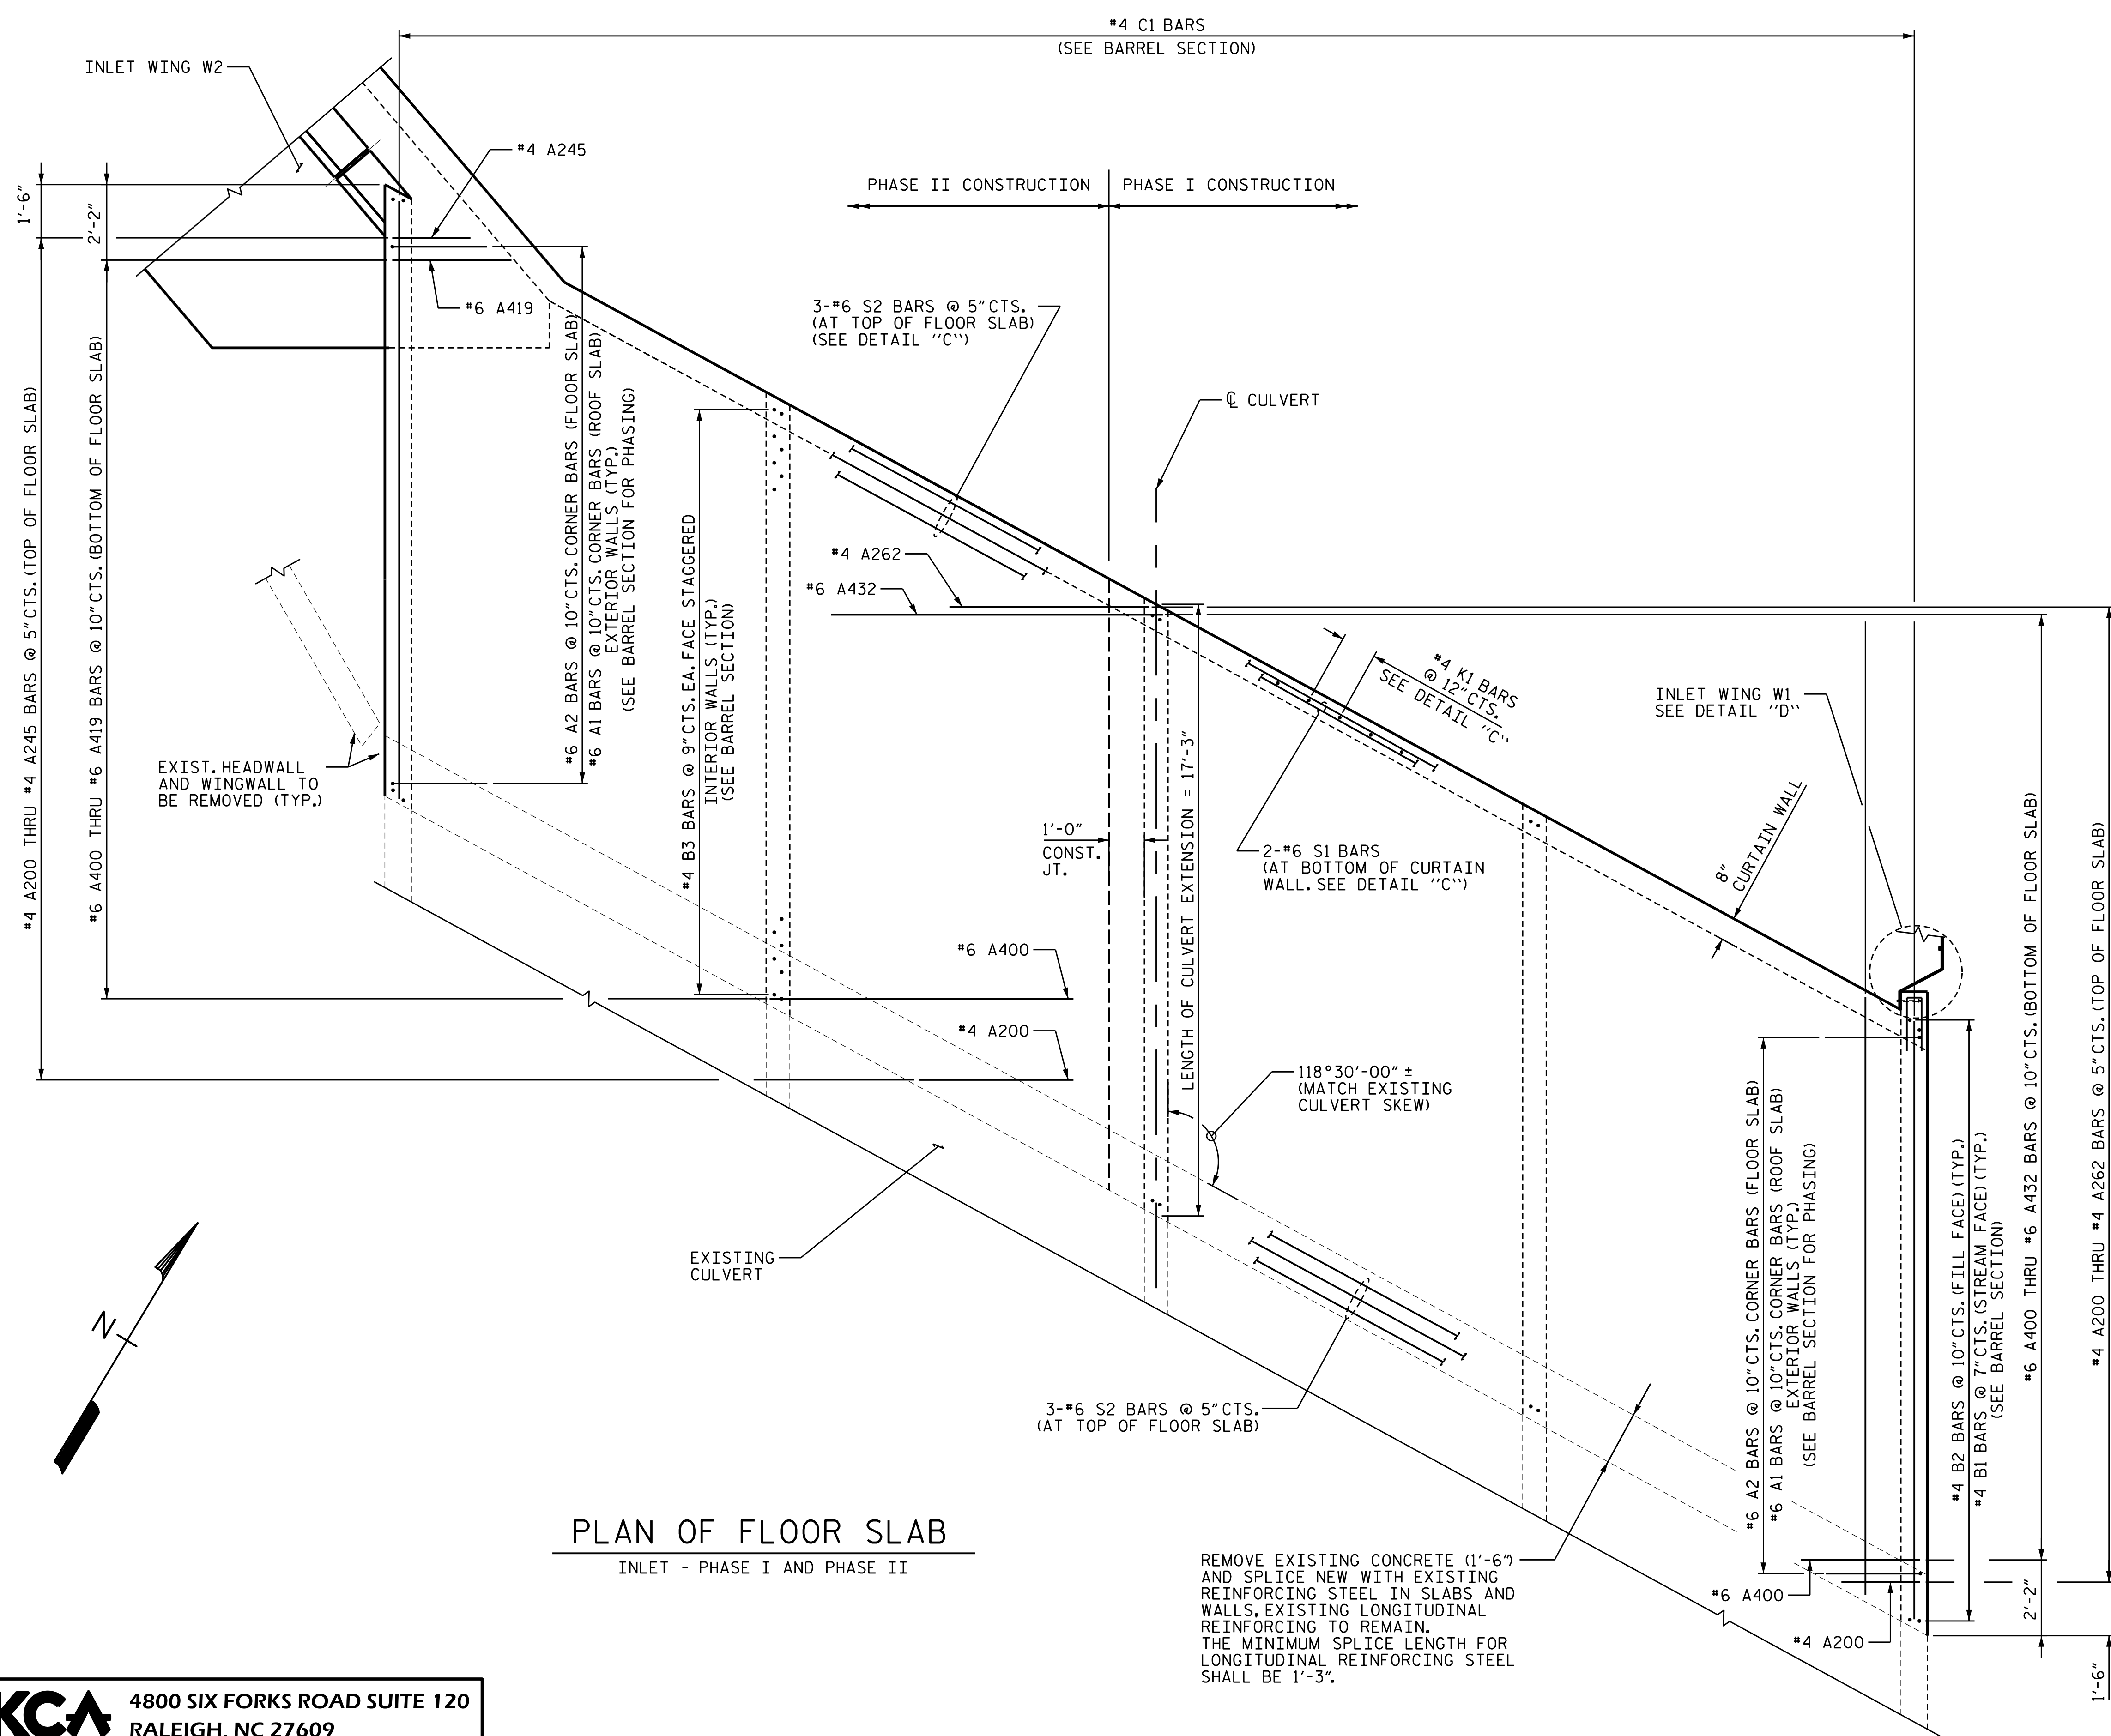 #4 C1 BARS
(SEE BARREL SECTION)
INLET WING W2
#4 A245
1'-6"
2'-2"
#6 A419
PHASE II CONSTRUCTION
PHASE I CONSTRUCTION
3-#6 S2 BARS @ 5"CTS.
(AT TOP OF FLOOR SLAB)
(SEE DETAIL "C")
℄ CULVERT
#4 A200 THRU #4 A245 BARS @ 5"CTS.(TOP OF FLOOR SLAB)
#6 A400 THRU #6 A419 BARS @ 10"CTS.(BOTTOM OF FLOOR SLAB)
#6 A2 BARS @ 10"CTS.CORNER BARS (FLOOR SLAB)
#6 A1 BARS @ 10"CTS.CORNER BARS (ROOF SLAB)
EXTERIOR WALLS (TYP.)
(SEE BARREL SECTION FOR PHASING)
#4 B3 BARS @ 9"CTS.EA.FACE STAGGERED
INTERIOR WALLS (TYP.)
(SEE BARREL SECTION)
#4 A262
#6 A432
#4 K1 BARS
@ 12"CTS.
SEE DETAIL "C"
INLET WING W1
SEE DETAIL "D"
EXIST.HEADWALL
AND WINGWALL TO
BE REMOVED (TYP.)
1'-0"
CONST.
JT.
LENGTH OF CULVERT EXTENSION = 17'-3"
2-#6 S1 BARS
(AT BOTTOM OF CURTAIN
WALL. SEE DETAIL "C")
8"
CURTAIN WALL
#6 A400
#4 A200
118°30'-00" ±
(MATCH EXISTING
CULVERT SKEW)
EXISTING
CULVERT
N
3-#6 S2 BARS @ 5"CTS.
(AT TOP OF FLOOR SLAB)
#6 A2 BARS @ 10"CTS.CORNER BARS (FLOOR SLAB)
#6 A1 BARS @ 10"CTS.CORNER BARS (ROOF SLAB)
EXTERIOR WALLS (TYP.)
(SEE BARREL SECTION FOR PHASING)
#4 B2 BARS @ 10"CTS.(FILL FACE)(TYP.)
#4 B1 BARS @ 7"CTS.(STREAM FACE)(TYP.)
(SEE BARREL SECTION)
#6 A400 THRU #6 A432 BARS @ 10"CTS.(BOTTOM OF FLOOR SLAB)
#4 A200 THRU #4 A262 BARS @ 5"CTS.(TOP OF FLOOR SLAB)
PLAN OF FLOOR SLAB
INLET - PHASE I AND PHASE II
REMOVE EXISTING CONCRETE (1'-6")
AND SPLICE NEW WITH EXISTING
REINFORCING STEEL IN SLABS AND
WALLS, EXISTING LONGITUDINAL
REINFORCING TO REMAIN.
THE MINIMUM SPLICE LENGTH FOR
LONGITUDINAL REINFORCING STEEL
SHALL BE 1'-3".
#6 A400
#4 A200
2'-2"
1'-6"
KCA
4800 SIX FORKS ROAD SUITE 120
RALEIGH, NC 27609